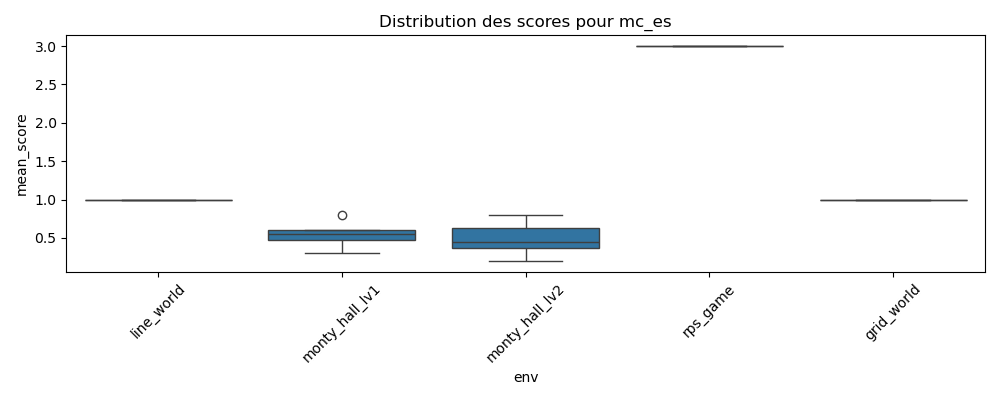 Distribution des scores pour mc_es
mean_score
3.0
2.5
2.0
1.5
1.0
0.5
line_world
monty_hall_lv1
monty_hall_lv2
rps_game
grid_world
env